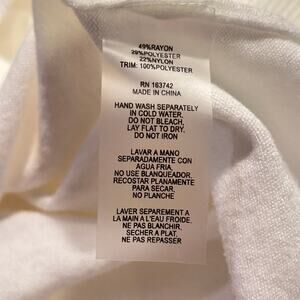 49%RAYON
29%POLYESTER
22%NYLON
TRIM: 100%POLYESTER
RN 163742
MADE IN CHINA
HAND WASH SEPARATELY
IN COLD WATER.
DO NOT BLEACH,
LAY FLAT TO DRY.
DO NOT IRON
LAVAR A MANO
SEPARADAMENTE CON
AGUA FRIA,
NO USE BLANQUEADOR.
RECOSTAR PLANAMENTE
PARA SECAR,
NO PLANCHE
LAVER SEPAREMENT A
LA MAIN A L'EAU FROIDE.
NE PAS BLANCHIR,
SECHER A PLAT,
NE PAS REPASSER